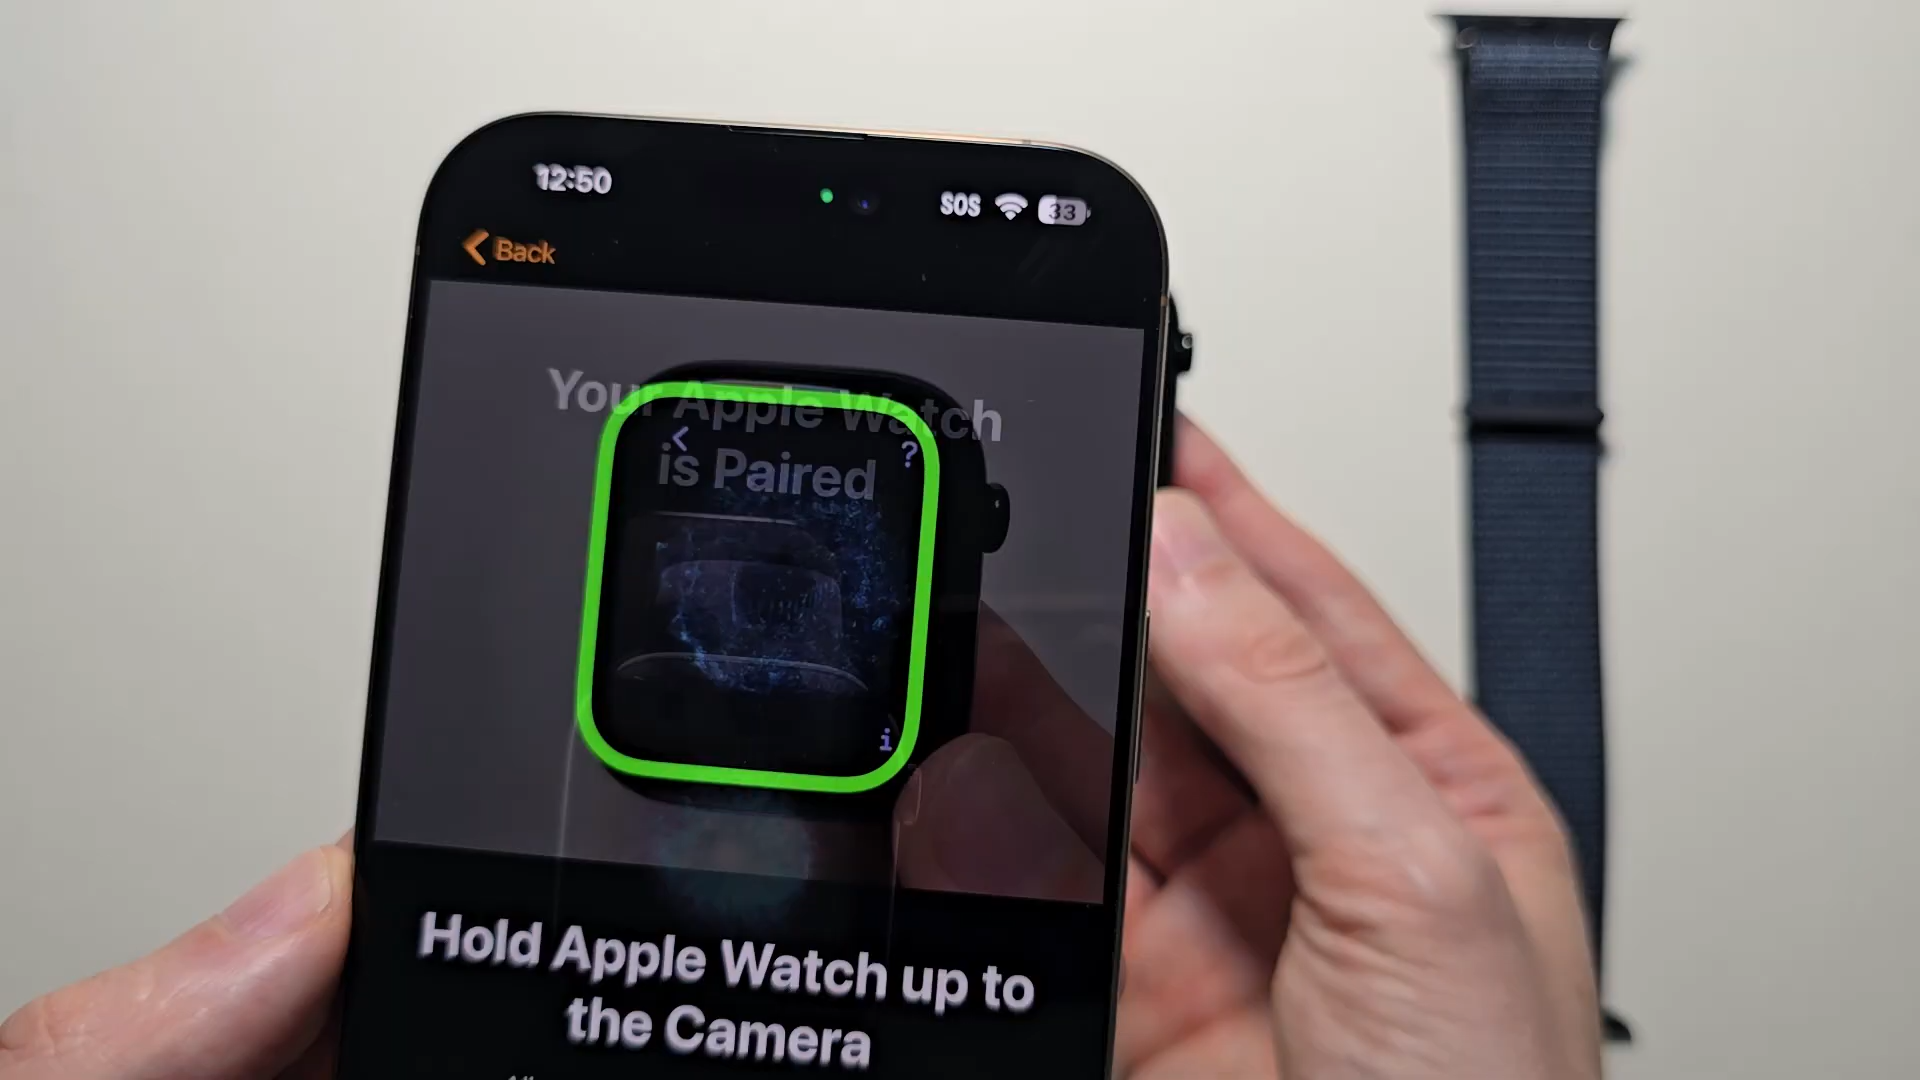 12:50
SOS
33
Back
Your Apple Watch
is Paired
?
i
Hold Apple Watch up to
the Camera